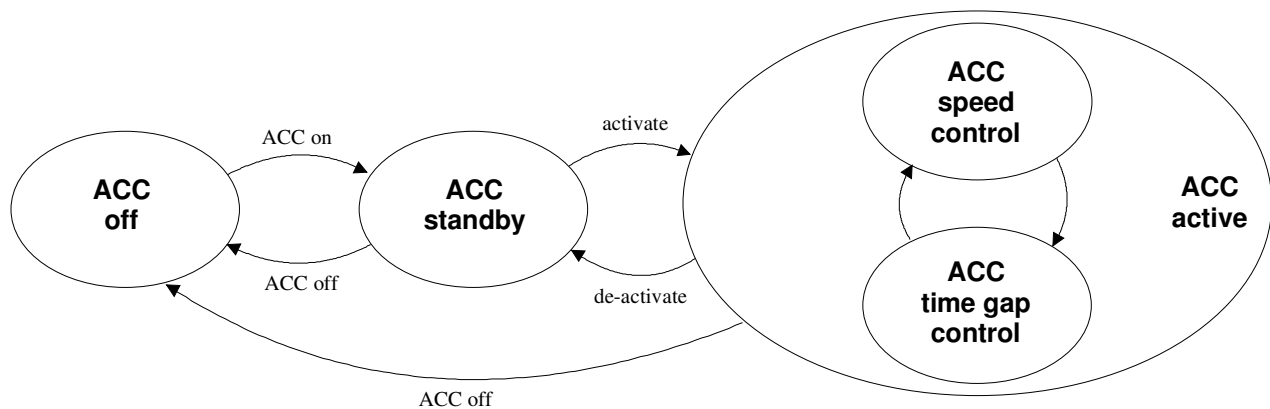 ACC
off
ACC on
ACC off
ACC
standby
activate
de-activate
ACC off
ACC
speed
control
ACC
time gap
control
ACC
active